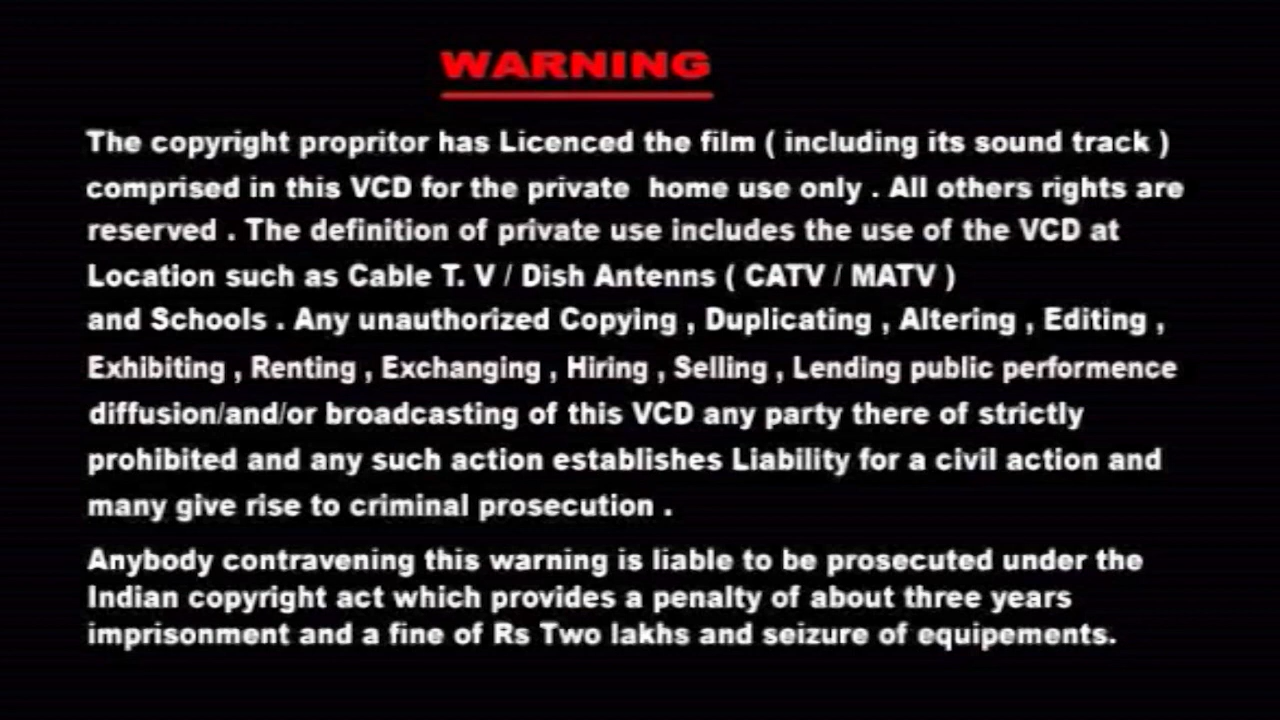 WARNING
The copyright propritor has Licenced the film ( including its sound track )
comprised in this VCD for the private home use only . All others rights are
reserved . The definition of private use includes the use of the VCD at
Location such as Cable T. V / Dish Antenns ( CATV / MATV )
and Schools . Any unauthorized Copying , Duplicating , Altering , Editing ,
Exhibiting , Renting , Exchanging , Hiring , Selling , Lending public performence
diffusion/and/or broadcasting of this VCD any party there of strictly
prohibited and any such action establishes Liability for a civil action and
many give rise to criminal prosecution .
Anybody contravening this warning is liable to be prosecuted under the
Indian copyright act which provides a penalty of about three years
imprisonment and a fine of Rs Two lakhs and seizure of equipements.